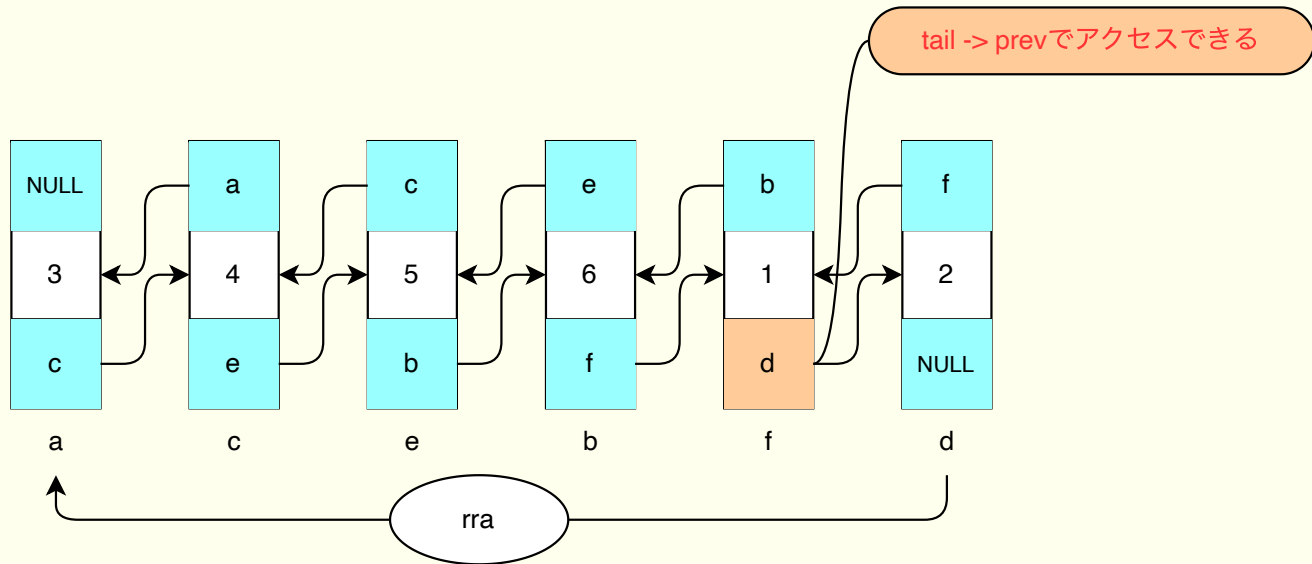 tail -> prevでアクセスできる
NULL a c e b f
3 4 5 6 1 2
c e b f d NULL
a c e b f d
rra